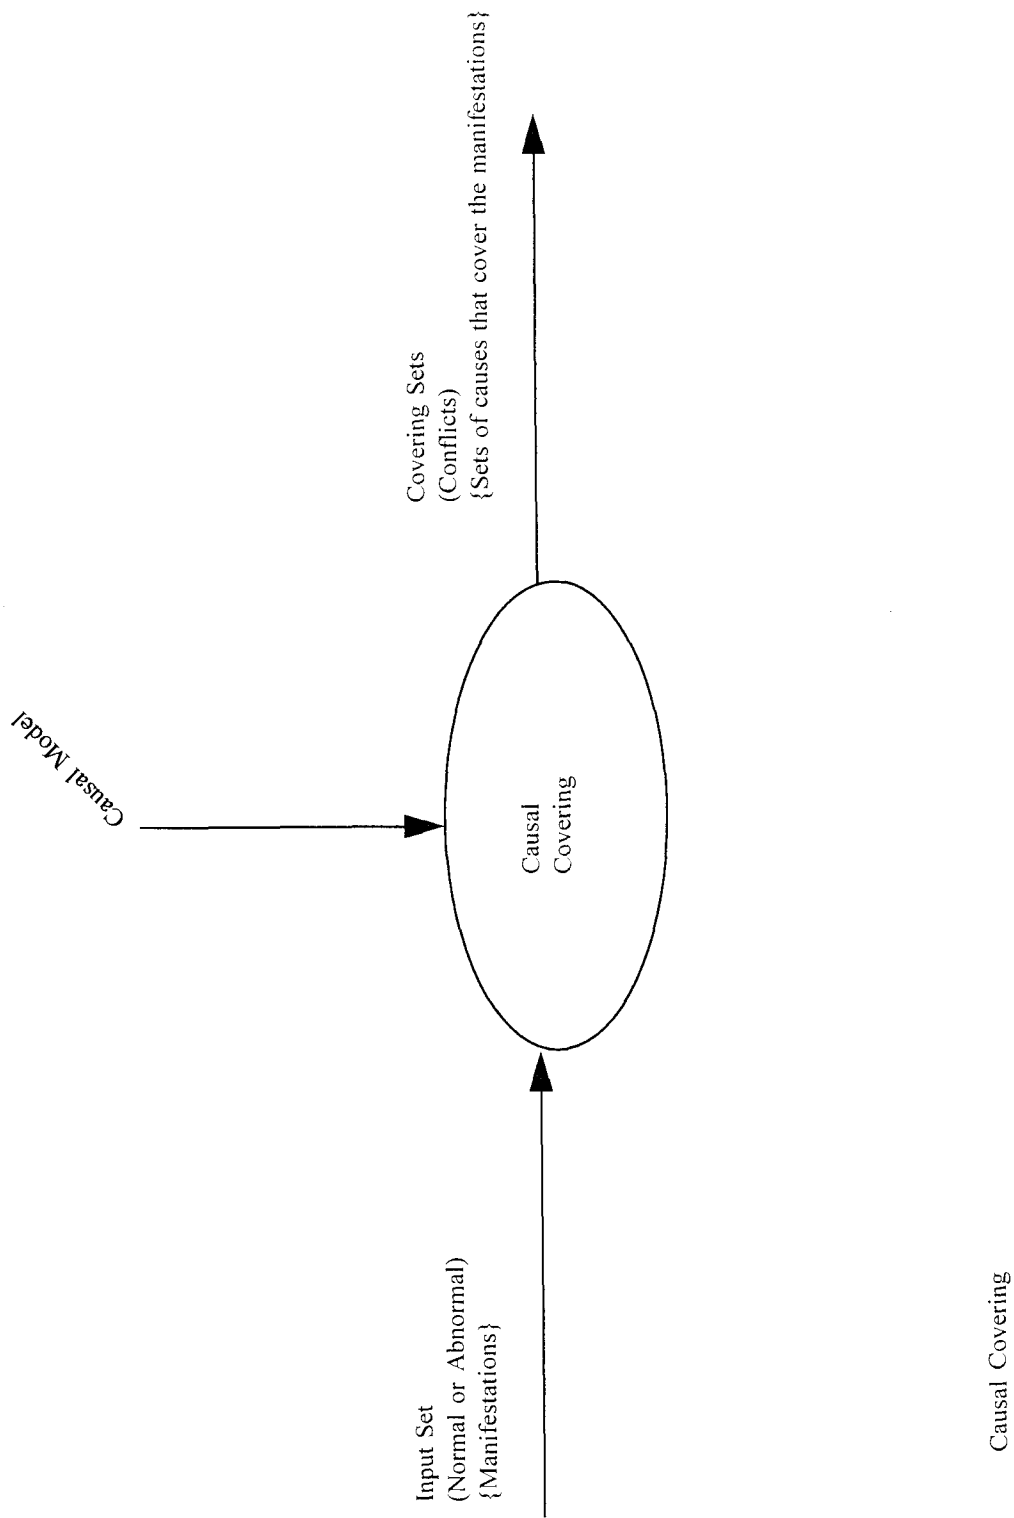 Causal Model
Input Set
(Normal or Abnormal)
{Manifestations}
Causal
Covering
Covering Sets
(Conflicts)
{Sets of causes that cover the manifestations}
Causal Covering